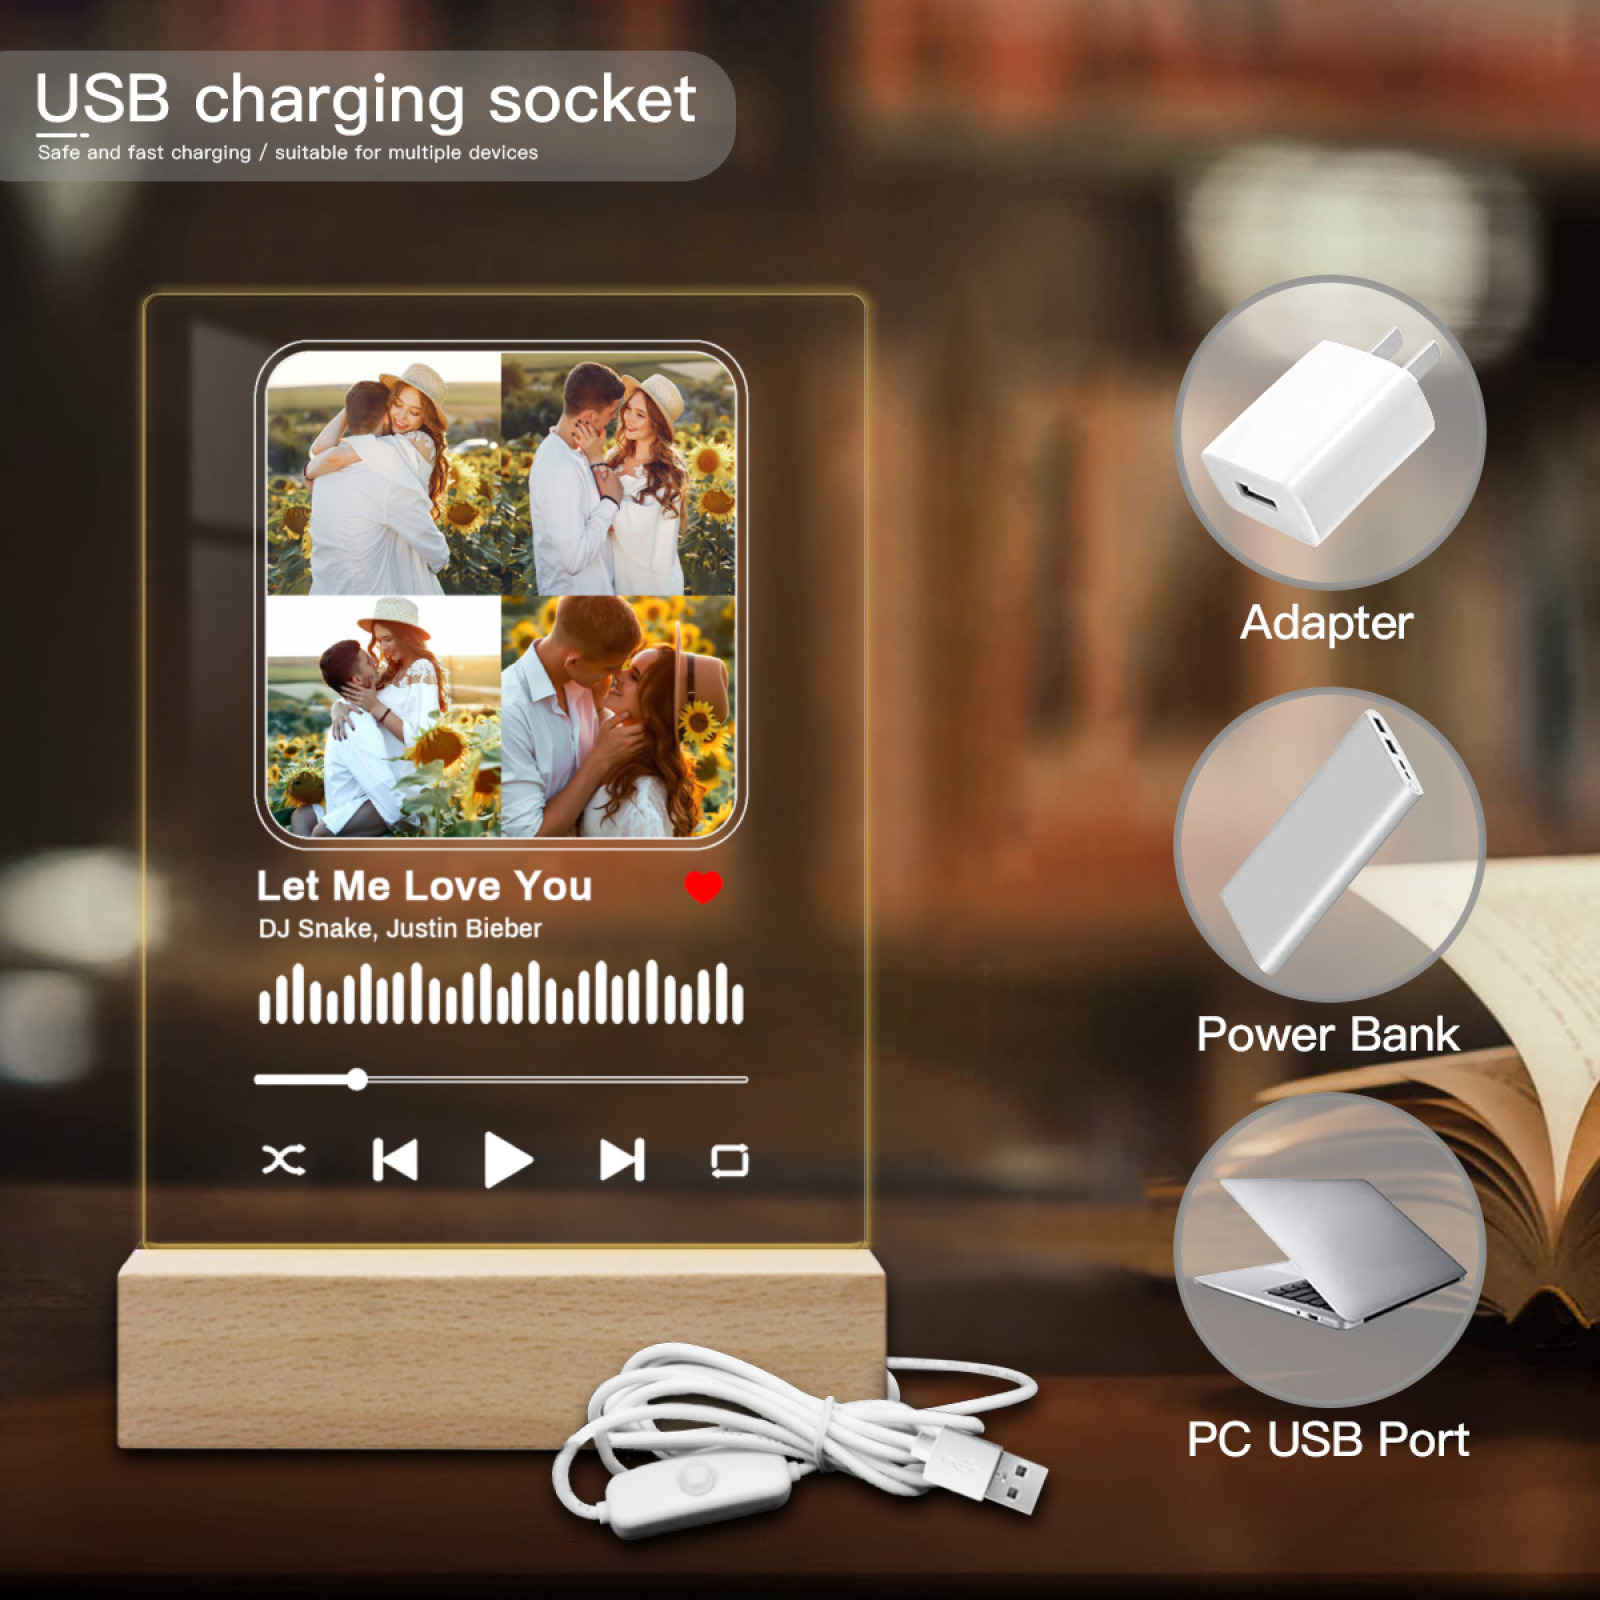 USB charging socket
Safe and fast charging / suitable for multiple devices
Let Me Love You
DJ Snake, Justin Bieber
Adapter
Power Bank
PC USB Port